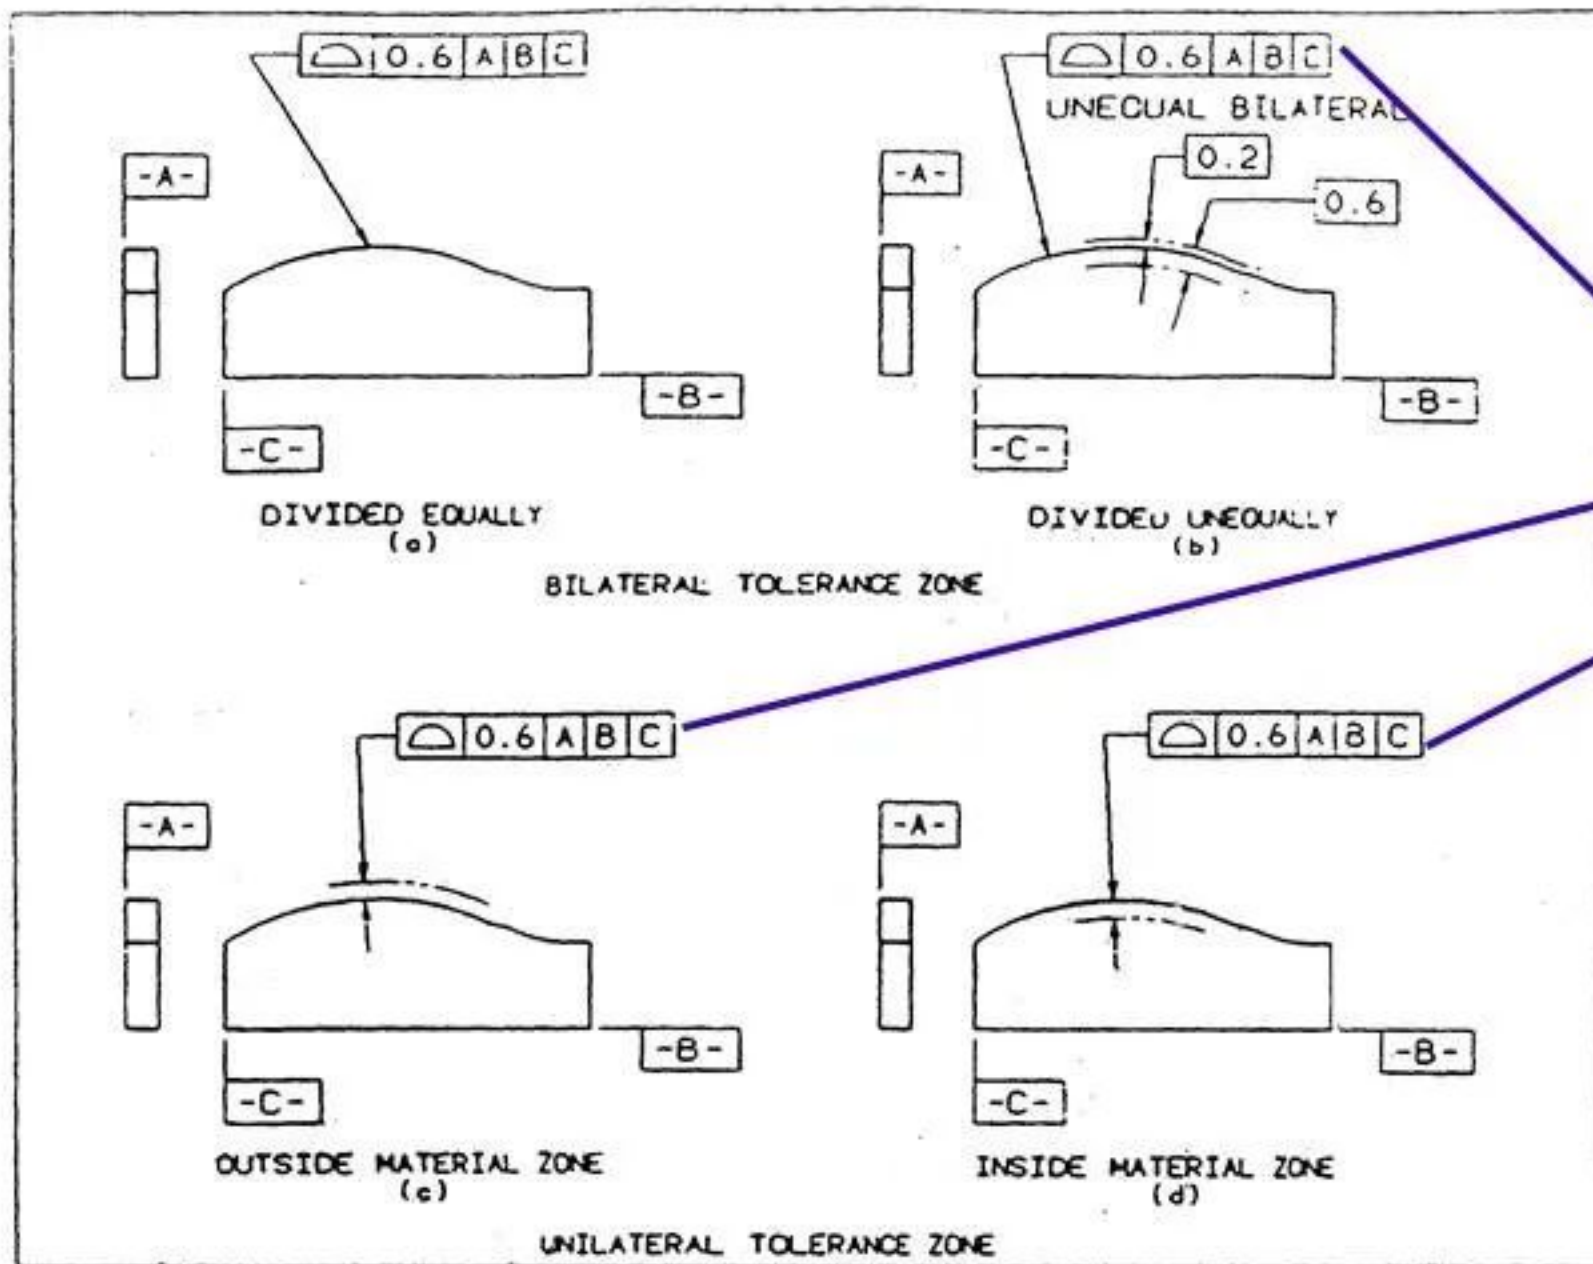 ⌓ 0.6 A B C
-A-
-B-
-C-
DIVIDED EQUALLY
(a)
⌓ 0.6 A B C
UNEQUAL BILATERAL
0.2
0.6
-A-
-B-
-C-
DIVIDED UNEQUALLY
(b)
BILATERAL TOLERANCE ZONE
⌓ 0.6 A B C
-A-
-B-
-C-
OUTSIDE MATERIAL ZONE
(c)
⌓ 0.6 A B C
-A-
-B-
-C-
INSIDE MATERIAL ZONE
(d)
UNILATERAL TOLERANCE ZONE